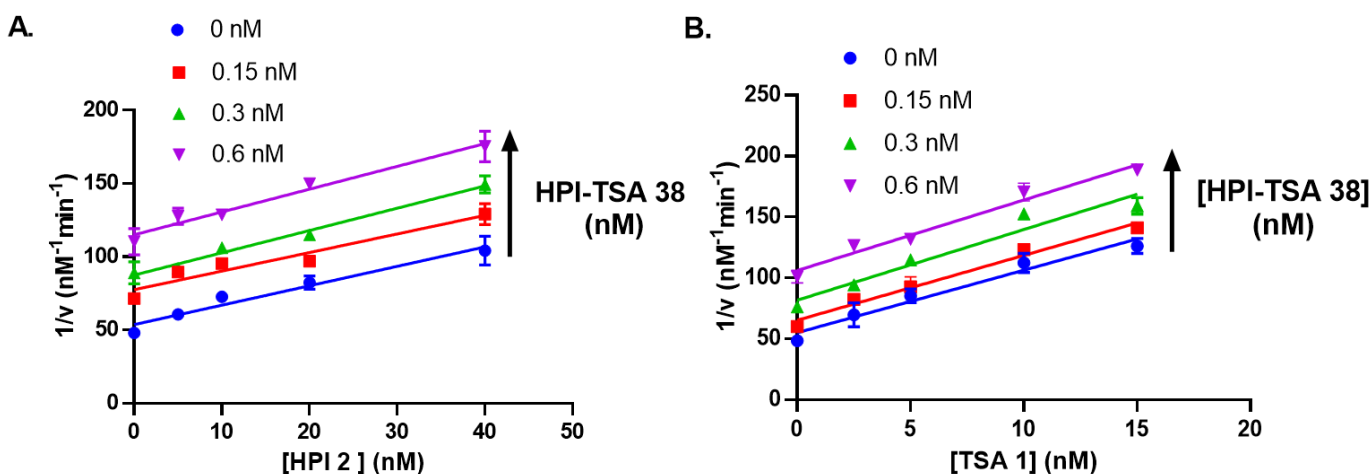 A.
0 nM
0.15 nM
0.3 nM
0.6 nM
200
150
100
50
0
1/v (nM⁻¹min⁻¹)
0 10 20 30 40 50
[HPI 2 ] (nM)
HPI-TSA 38
(nM)
B.
0 nM
0.15 nM
0.3 nM
0.6 nM
250
200
150
100
50
0
1/v (nM⁻¹min⁻¹)
0 5 10 15 20
[TSA 1] (nM)
[HPI-TSA 38]
(nM)